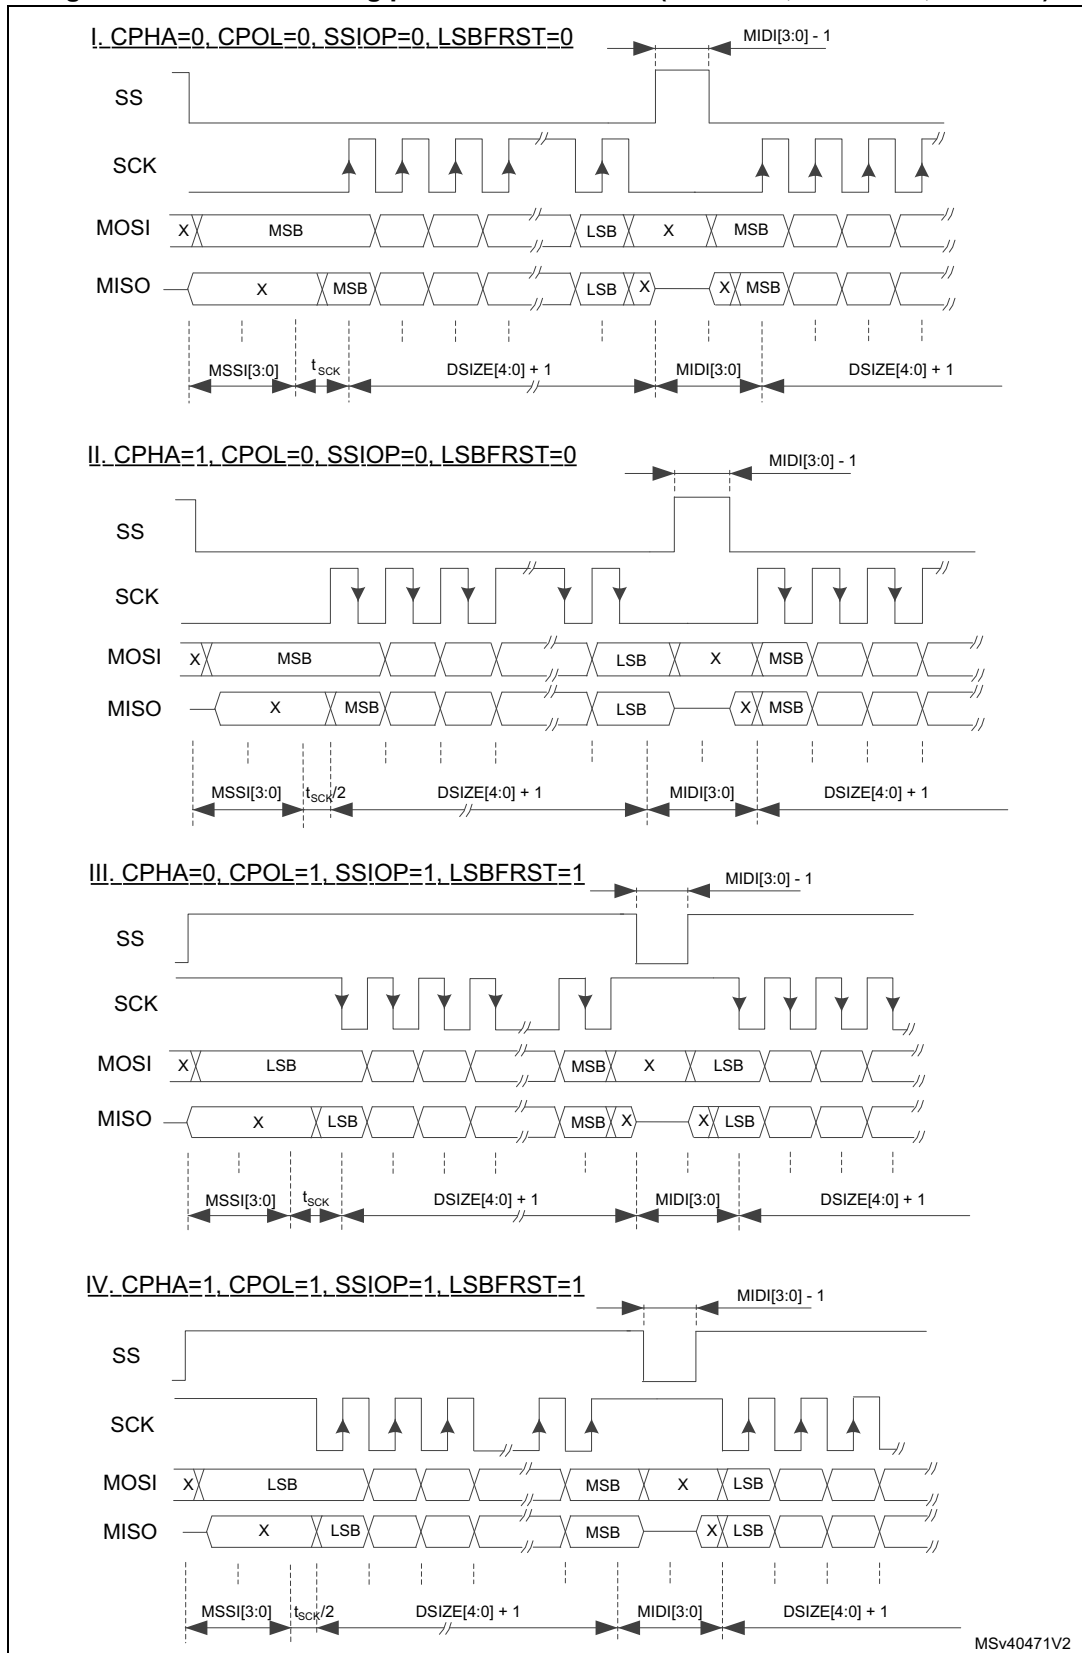 I. CPHA=0, CPOL=0, SSIOP=0, LSBFRST=0
MIDI[3:0] - 1
SS
SCK
MOSI X MSB LSB X MSB
MISO X MSB LSB X X MSB
MSSI[3:0] tSCK DSIZE[4:0] + 1 MIDI[3:0] DSIZE[4:0] + 1
II. CPHA=1, CPOL=0, SSIOP=0, LSBFRST=0
MIDI[3:0] - 1
SS
SCK
MOSI X MSB LSB X MSB
MISO X MSB LSB X MSB
MSSI[3:0] tSCK/2 DSIZE[4:0] + 1 MIDI[3:0] DSIZE[4:0] + 1
III. CPHA=0, CPOL=1, SSIOP=1, LSBFRST=1
MIDI[3:0] - 1
SS
SCK
MOSI X LSB MSB X LSB
MISO X LSB MSB X X LSB
MSSI[3:0] tSCK DSIZE[4:0] + 1 MIDI[3:0] DSIZE[4:0] + 1
IV. CPHA=1, CPOL=1, SSIOP=1, LSBFRST=1
MIDI[3:0] - 1
SS
SCK
MOSI X LSB MSB X LSB
MISO X LSB MSB X LSB
MSSI[3:0] tSCK/2 DSIZE[4:0] + 1 MIDI[3:0] DSIZE[4:0] + 1
MSv40471V2